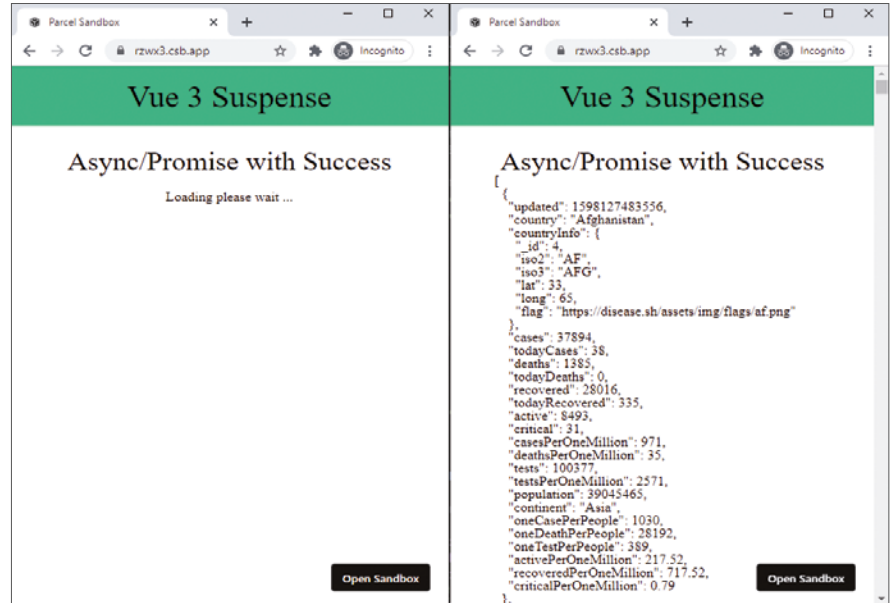 Parcel Sandbox
rzwx3.csb.app
Incognito
Vue 3 Suspense
Async/Promise with Success
Loading please wait ...
Open Sandbox
Parcel Sandbox
rzwx3.csb.app
Incognito
Vue 3 Suspense
Async/Promise with Success
[
{
"updated": 1598127483556,
"country": "Afghanistan",
"countryInfo": {
"_id": 4,
"iso2": "AF",
"iso3": "AFG",
"lat": 33,
"long": 65,
"flag": "https://disease.sh/assets/img/flags/af.png"
},
"cases": 37894,
"todayCases": 38,
"deaths": 1385,
"todayDeaths": 0,
"recovered": 28016,
"todayRecovered": 335,
"active": 8493,
"critical": 31,
"casesPerOneMillion": 971,
"deathsPerOneMillion": 35,
"tests": 100377,
"testsPerOneMillion": 2571,
"population": 39045465,
"continent": "Asia",
"oneCasePerPeople": 1030,
"oneDeathPerPeople": 28192,
"oneTestPerPeople": 389,
"activePerOneMillion": 217.52,
"recoveredPerOneMillion": 717.52,
"criticalPerOneMillion": 0.79
},
Open Sandbox